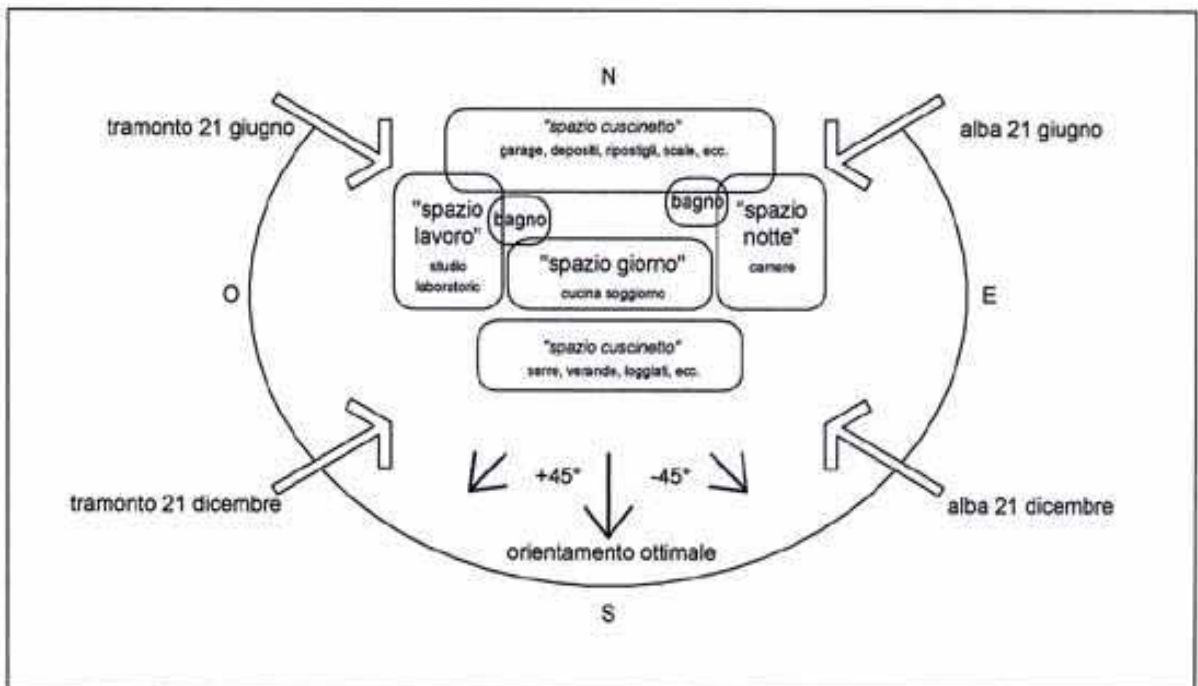 N
tramonto 21 giugno
alba 21 giugno
"spazio cuscinetto"
garage, depositi, ripostigli, scale, ecc.
"spazio
lavoro"
studio
laboratorio
bagno
bagno
"spazio
notte"
camere
"spazio giorno"
cucina soggiorno
O
E
"spazio cuscinetto"
serre, verande, loggiati, ecc.
+45°
-45°
tramonto 21 dicembre
alba 21 dicembre
orientamento ottimale
S